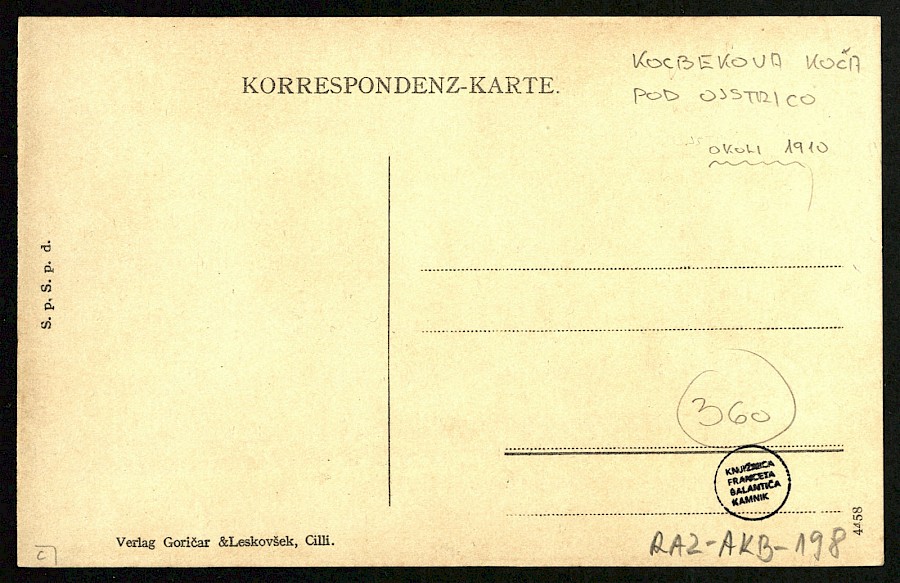 KORRESPONDENZ-KARTE.
KOCBEKOVA KOČA
POD OJSTRICO
OKOLI 1910
S. p. S. p. d.
360
KNJIŽNICA
FRANCETA
BALANTIČA
KAMNIK
4458
Verlag Goričar &Leskovšek, Cilli.
RAZ-AKB-198